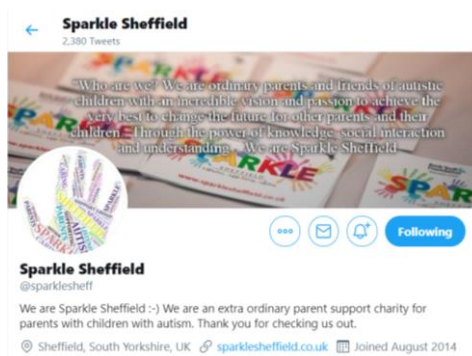 Sparkle Sheffield
2,380 Tweets
"Who are we? We are ordinary parents and friends of autistic
children with an incredible vision and passion to achieve the
very best to change the future for other parents and their
children. Through the power of knowledge, social interaction
and understanding - We are Sparkle Sheffield
SPARKLE
www.sparklesheffield.co.uk
Following
Sparkle Sheffield
@sparklesheff
We are Sparkle Sheffield :-) We are an extra ordinary parent support charity for
parents with children with autism. Thank you for checking us out.
Sheffield, South Yorkshire, UK sparklesheffield.co.uk Joined August 2014